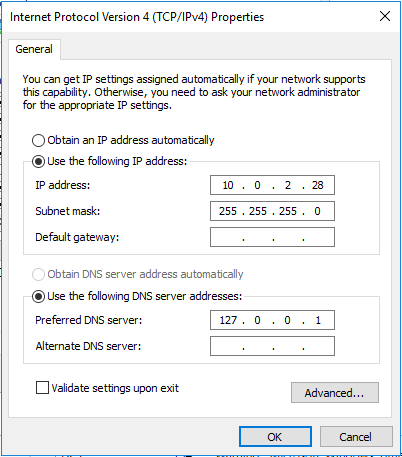 Internet Protocol Version 4 (TCP/IPv4) Properties
General
You can get IP settings assigned automatically if your network supports
this capability. Otherwise, you need to ask your network administrator
for the appropriate IP settings.
Obtain an IP address automatically
Use the following IP address:
IP address: 10 . 0 . 2 . 28
Subnet mask: 255 . 255 . 255 . 0
Default gateway: . . .
Obtain DNS server address automatically
Use the following DNS server addresses:
Preferred DNS server: 127 . 0 . 0 . 1
Alternate DNS server: . . .
Validate settings upon exit
Advanced...
OK Cancel